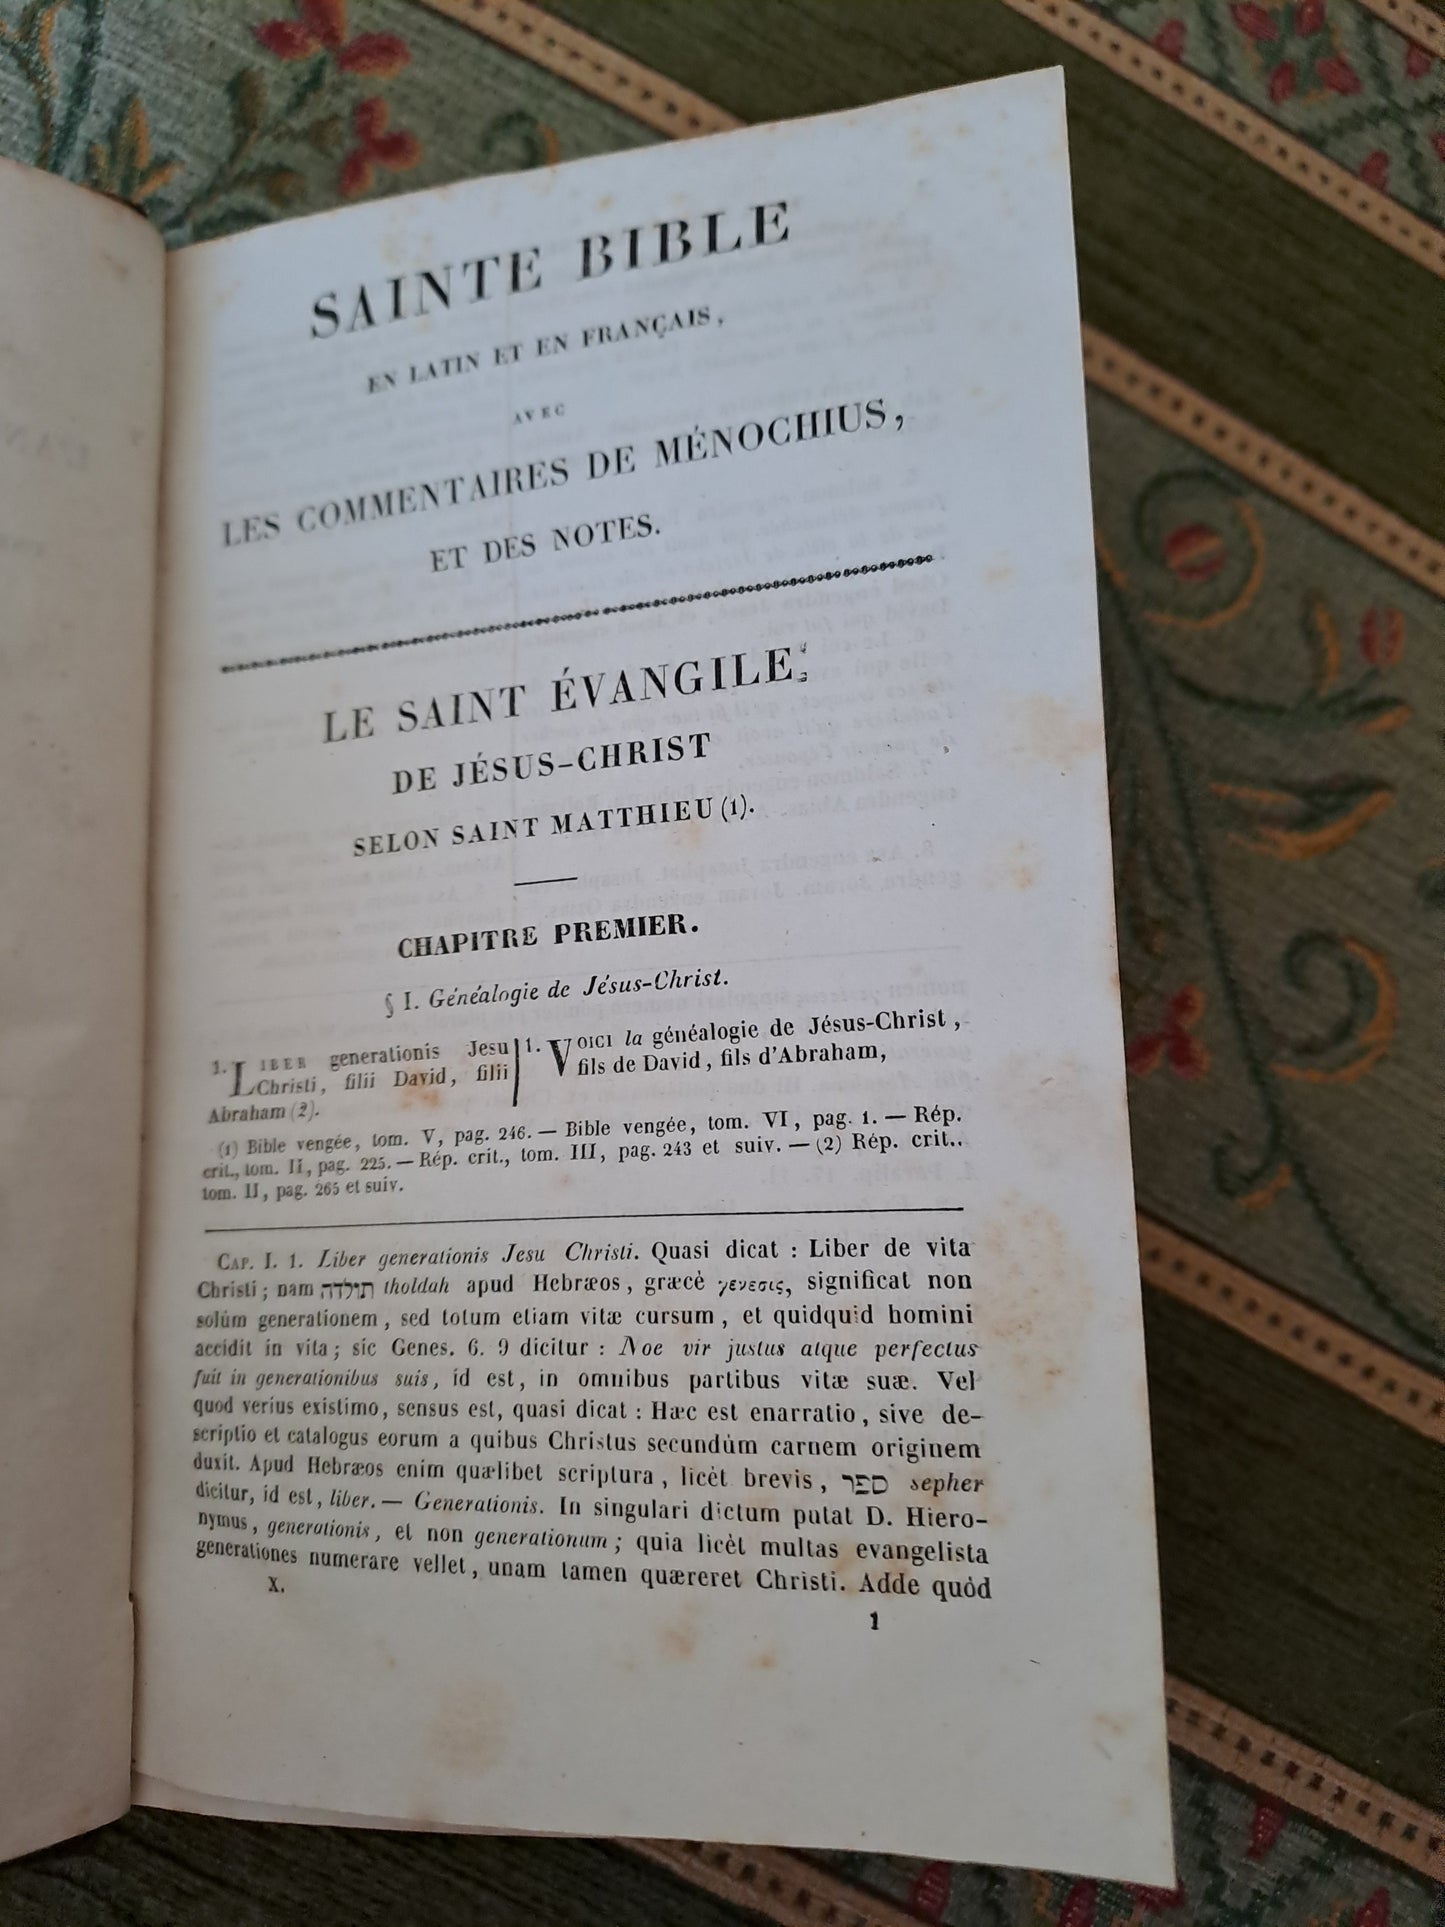 SAINTE BIBLE
EN LATIN ET EN FRANÇAIS,
AVEC
LES COMMENTAIRES DE MÉNOCHIUS,
ET DES NOTES.
LE SAINT ÉVANGILE
DE JÉSUS-CHRIST
SELON SAINT MATTHIEU (1).
CHAPITRE PREMIER.
§ I. Généalogie de Jésus-Christ.
1. LIBER generationis Jesu
Christi, filii David, filii
Abraham (2).
1. VOICI la généalogie de Jésus-Christ,
fils de David, fils d'Abraham,
(1) Bible vengée, tom. V, pag. 246. — Bible vengée, tom. VI, pag. 1. — Rép.
crit., tom. II, pag. 225. — Rép. crit., tom. III, pag. 243 et suiv. — (2) Rép. crit.,
tom. II, pag. 265 et suiv.
CAP. I. 1. Liber generationis Jesu Christi. Quasi dicat : Liber de vita
Christi ; nam תולדה tholdah apud Hebræos, græcè γενεσις, significat non
solùm generationem, sed totum etiam vitæ cursum, et quidquid homini
accidit in vita ; sic Genes. 6. 9 dicitur : Noe vir justus atque perfectus
fuit in generationibus suis, id est, in omnibus partibus vitæ suæ. Vel
quod verius existimo, sensus est, quasi dicat : Hæc est enarratio, sive de-
scriptio et catalogus eorum a quibus Christus secundùm carnem originem
duxit. Apud Hebræos enim quælibet scriptura, licèt brevis, ספר sepher
dicitur, id est, liber. — Generationis. In singulari dictum putat D. Hiero-
nymus, generationis, et non generationum ; quia licèt multas evangelista
generationes numerare vellet, unam tamen quæreret Christi. Adde quòd
X.
1